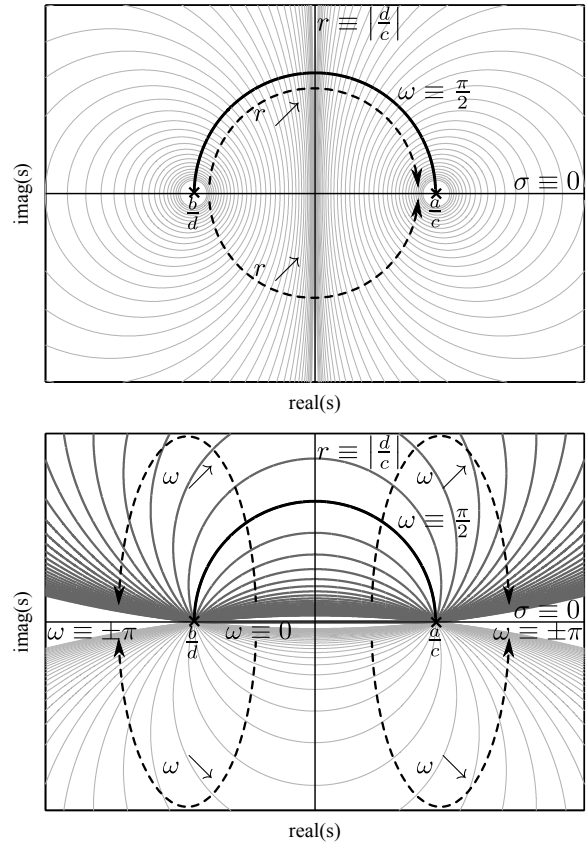 r ≡ |d/c|
ω ≡ π/2
r ↗
σ ≡ 0
b/d
a/c
r ↗
imag(s)
real(s)
r ≡ |d/c|
ω ↗
ω ↗
ω ≡ π/2
σ ≡ 0
ω ≡ ±π
ω ≡ 0
ω ≡ ±π
b/d
a/c
ω ↘
ω ↘
imag(s)
real(s)